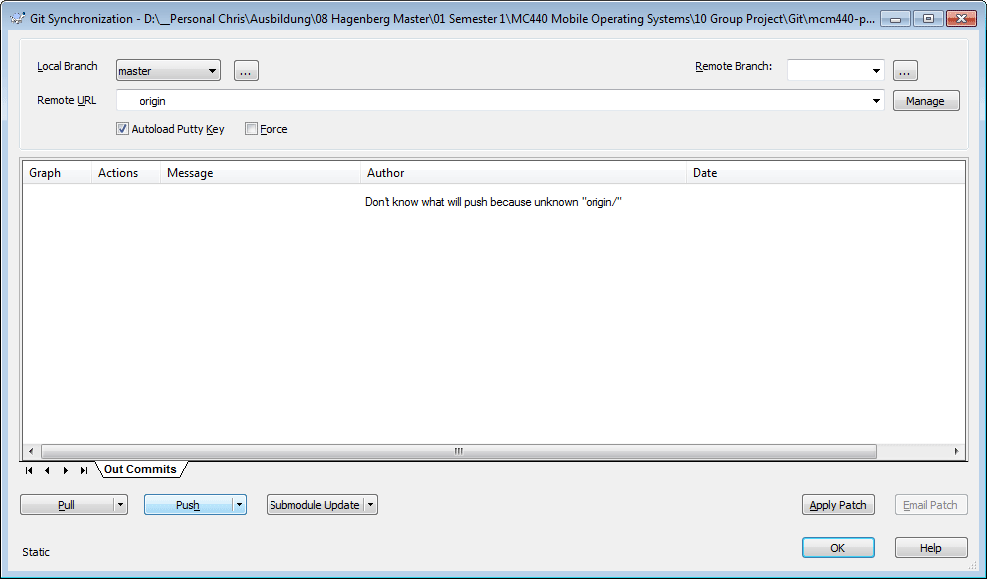 Git Synchronization - D:\__Personal Chris\Ausbildung\08 Hagenberg Master\01 Semester1\MC440 Mobile Operating Systems\10 Group Project\Git\mcm440-p...
Local Branch master ... Remote Branch: ...
Remote URL origin Manage
Autoload Putty Key Force
Graph Actions Message Author Date
Don't know what will push because unknown "origin/"
Out Commits
Pull Push Submodule Update Apply Patch Email Patch
Static OK Help